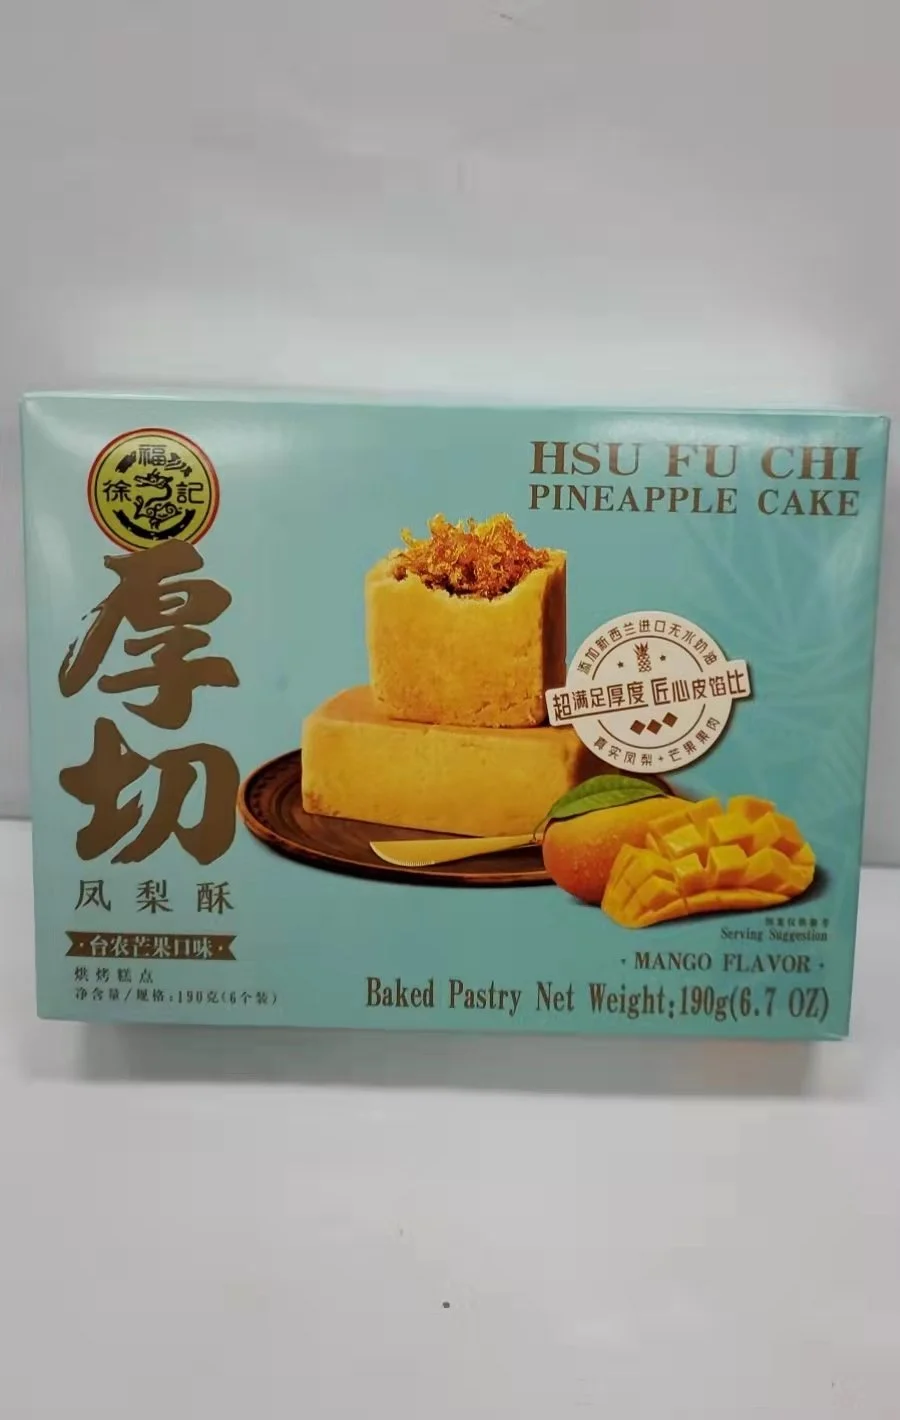 徐福記
厚切
凤梨酥
台农芒果口味
烘烤糕点
净含量/规格:190克(6个装)
HSU FU CHI
PINEAPPLE CAKE
添加新西兰进口无水奶油
超满足厚度 匠心皮馅比
真实凤梨+芒果果肉
Serving Suggestion
·MANGO FLAVOR·
Baked Pastry Net Weight:190g(6.7 OZ)